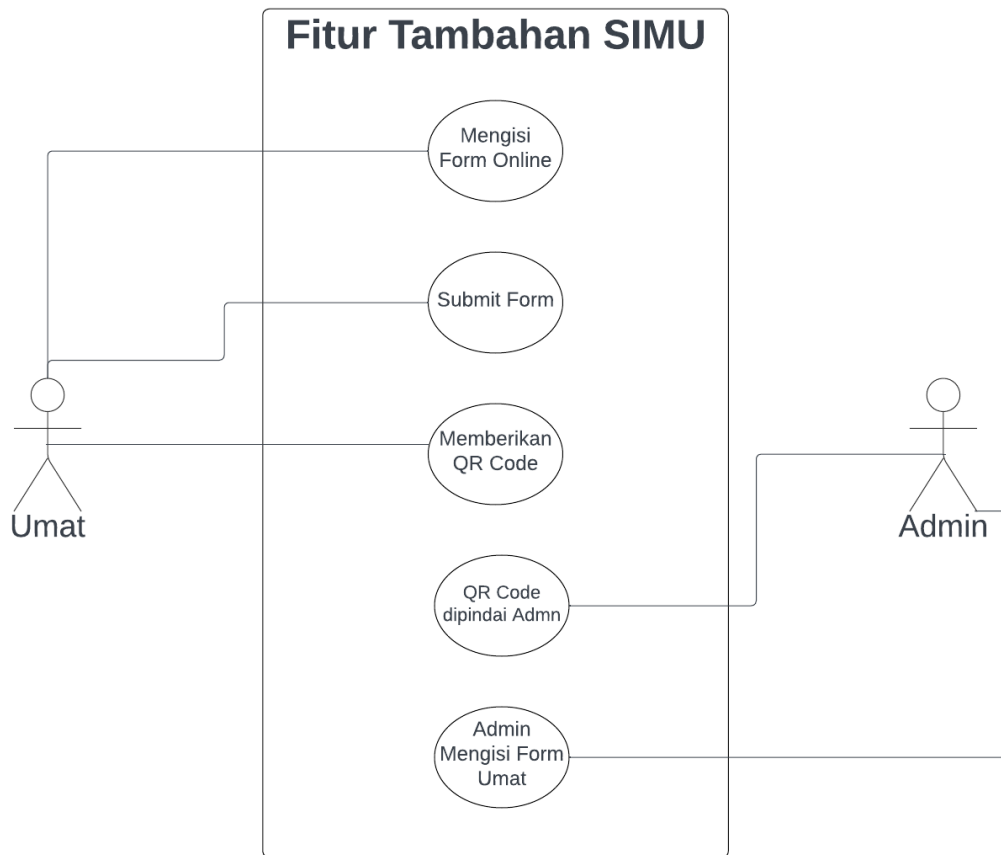 Fitur Tambahan SIMU
Mengisi
Form Online
Submit Form
Memberikan
QR Code
Umat
Admin
QR Code
dipindai Admn
Admin
Mengisi Form
Umat